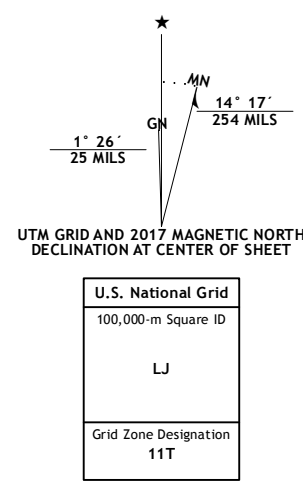 ★
MN
GN
14° 17´
254 MILS
1° 26´
25 MILS
UTM GRID AND 2017 MAGNETIC NORTH
DECLINATION AT CENTER OF SHEET
U.S. National Grid
100,000-m Square ID
LJ
Grid Zone Designation
11T